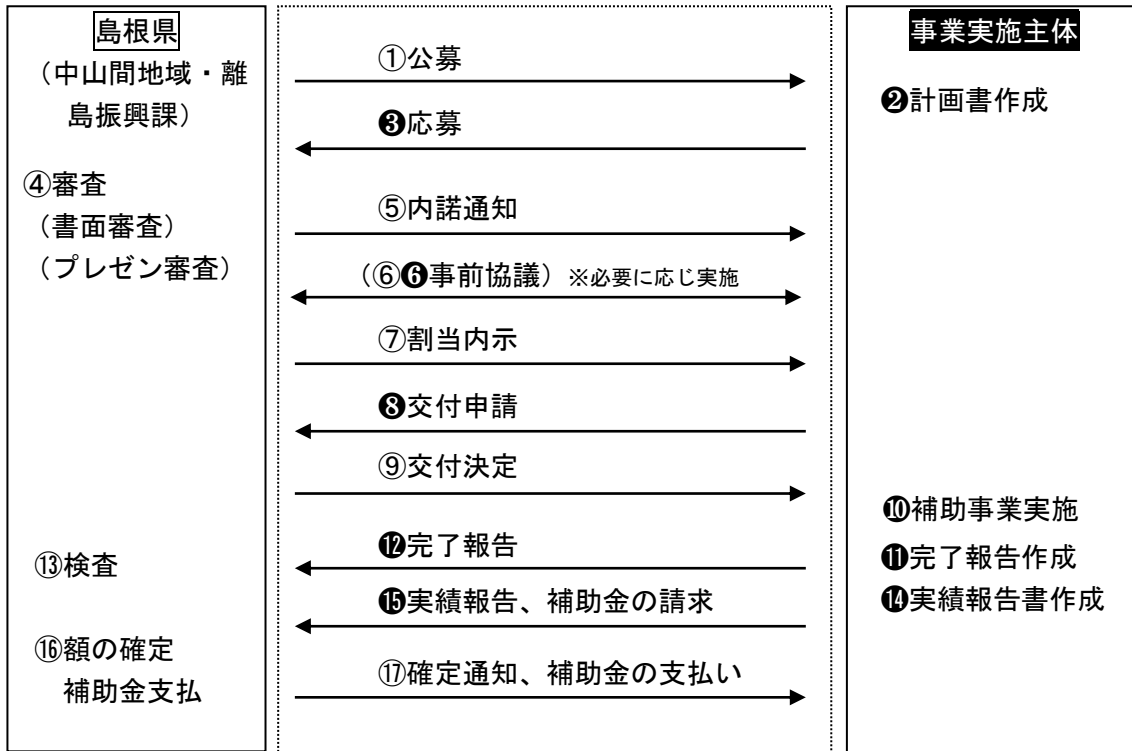 島根県
（中山間地域・離
島振興課）
④審査
（書面審査）
（プレゼン審査）
⑬検査
⑯額の確定
補助金支払
①公募
❸応募
⑤内諾通知
（⑥❻事前協議）※必要に応じ実施
⑦割当内示
❽交付申請
⑨交付決定
⓬完了報告
⓯実績報告、補助金の請求
⑰確定通知、補助金の支払い
事業実施主体
❷計画書作成
❿補助事業実施
⓫完了報告作成
⓮実績報告書作成